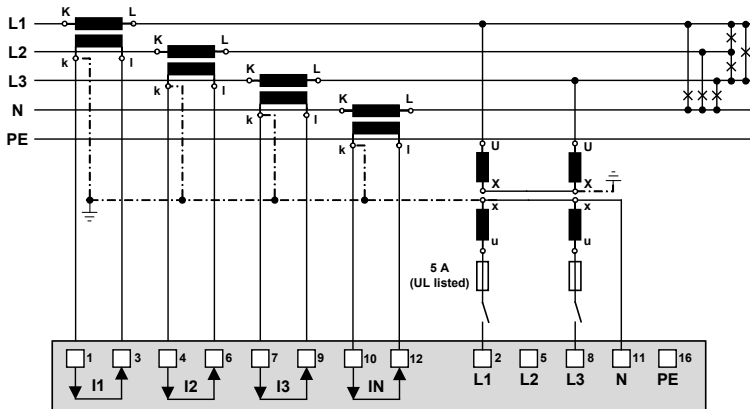 L1 K L
k l
L2 K L
k l
L3 K L
k l
N K L
k l
PE
U U
X X
x x
u u
5 A
(UL listed)
1 3 4 6 7 9 10 12 2 5 8 11 16
I1 I2 I3 IN L1 L2 L3 N PE